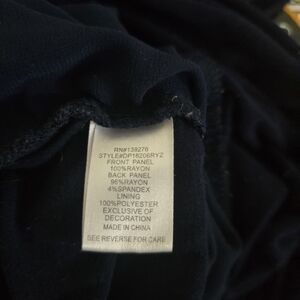 RN#139276
STYLE#DP16206RYZ
FRONT PANEL
100%RAYON
BACK PANEL
96%RAYON
4%SPANDEX
LINING
100%POLYESTER
EXCLUSIVE OF
DECORATION
MADE IN CHINA
SEE REVERSE FOR CARE